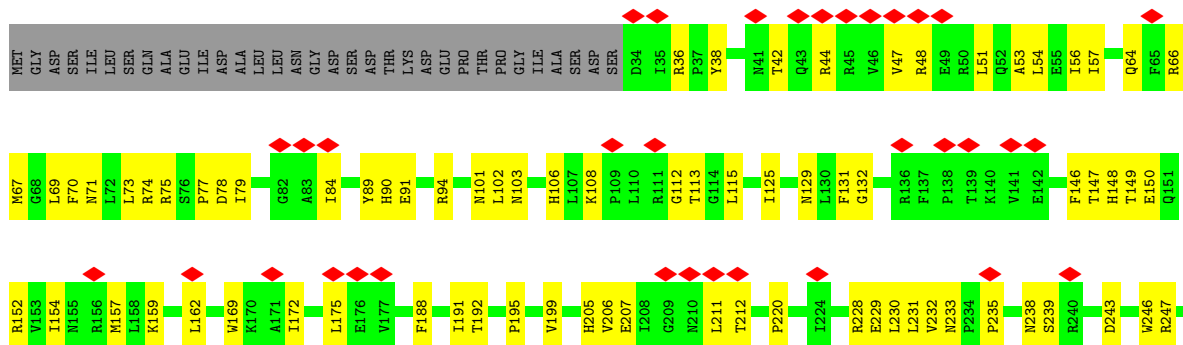 MET GLY ASP SER ILE LEU SER GLN ALA GLU ILE ASP ALA LEU LEU ASN GLY ASP SER ASP THR LYS ASP GLU PRO THR PRO GLY ILE ALA SER ASP SER D34 I35 R36 P37 Y38 N41 T42 Q43 R44 R45 V46 V47 R48 E49 R50 L51 Q52 A53 L54 E55 I56 I57 Q64 F65 R66
M67 G68 L69 F70 N71 L72 L73 R74 R75 S76 P77 D78 I79 G82 A83 I84 Y89 H90 E91 R94 N101 L102 N103 H106 L107 K108 P109 L110 R111 G112 T113 G114 L115 I125 N129 L130 F131 G132 R136 F137 P138 T139 K140 V141 E142 F146 T147 H148 T149 E150 Q151
R152 V153 I154 N155 R156 M157 L158 K159 L162 W169 K170 A171 I172 L175 E176 V177 F188 I191 T192 P195 V199 H205 V206 E207 I208 G209 N210 L211 T212 P220 I224 R228 E229 L230 L231 V232 N233 P234 P235 N238 S239 R240 D243 W246 R247